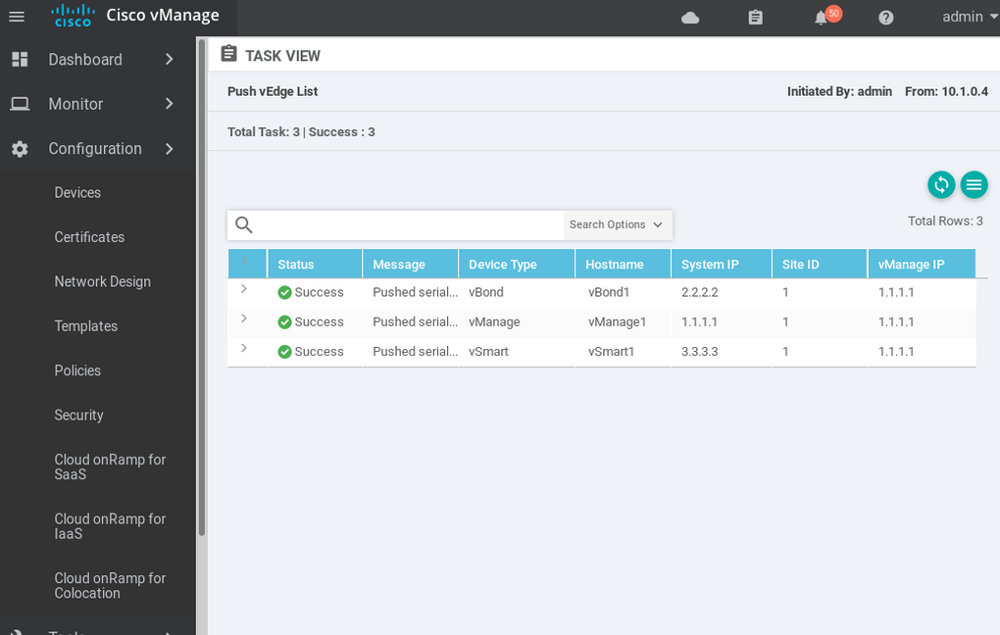 cisco Cisco vManage 50 admin
Dashboard
Monitor
Configuration
Devices
Certificates
Network Design
Templates
Policies
Security
Cloud onRamp for
SaaS
Cloud onRamp for
IaaS
Cloud onRamp for
Colocation
TASK VIEW
Push vEdge List Initiated By: admin From: 10.1.0.4
Total Task: 3 | Success : 3
Search Options Total Rows: 3
Status Message Device Type Hostname System IP Site ID vManage IP
Success Pushed serial... vBond vBond1 2.2.2.2 1 1.1.1.1
Success Pushed serial... vManage vManage1 1.1.1.1 1 1.1.1.1
Success Pushed serial... vSmart vSmart1 3.3.3.3 1 1.1.1.1